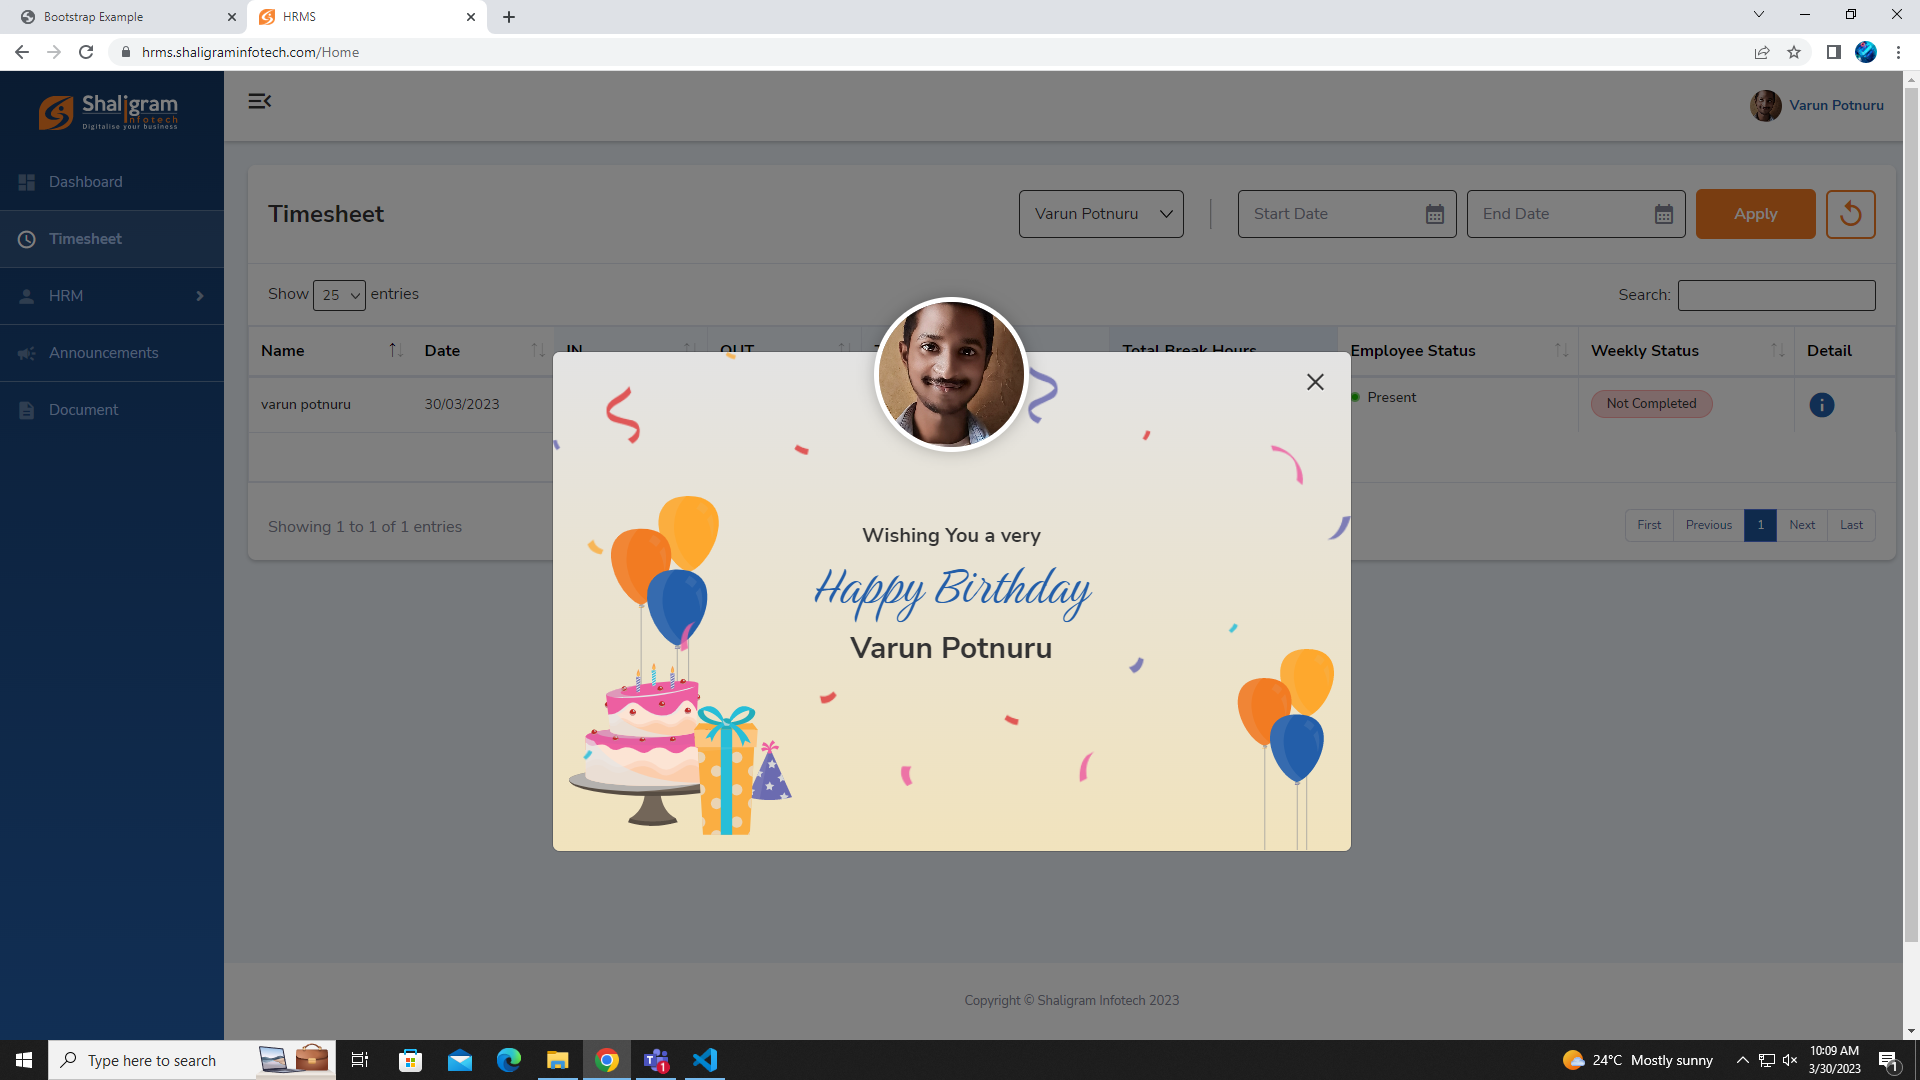 Bootstrap Example
HRMS
hrms.shaligraminfotech.com/Home
Shaligram
Infotech
Digitalise your business
Varun Potnuru
Dashboard
Timesheet
HRM
Announcements
Document
Timesheet
Varun Potnuru
Start Date
End Date
Apply
Show 25 entries
Search:
Name
Date
IN
OUT
Total Break Hours
Employee Status
Weekly Status
Detail
varun potnuru
30/03/2023
Present
Not Completed
Showing 1 to 1 of 1 entries
First
Previous
1
Next
Last
Wishing You a very
Happy Birthday
Varun Potnuru
Copyright © Shaligram Infotech 2023
Type here to search
1
24°C Mostly sunny
10:09 AM
3/30/2023
1